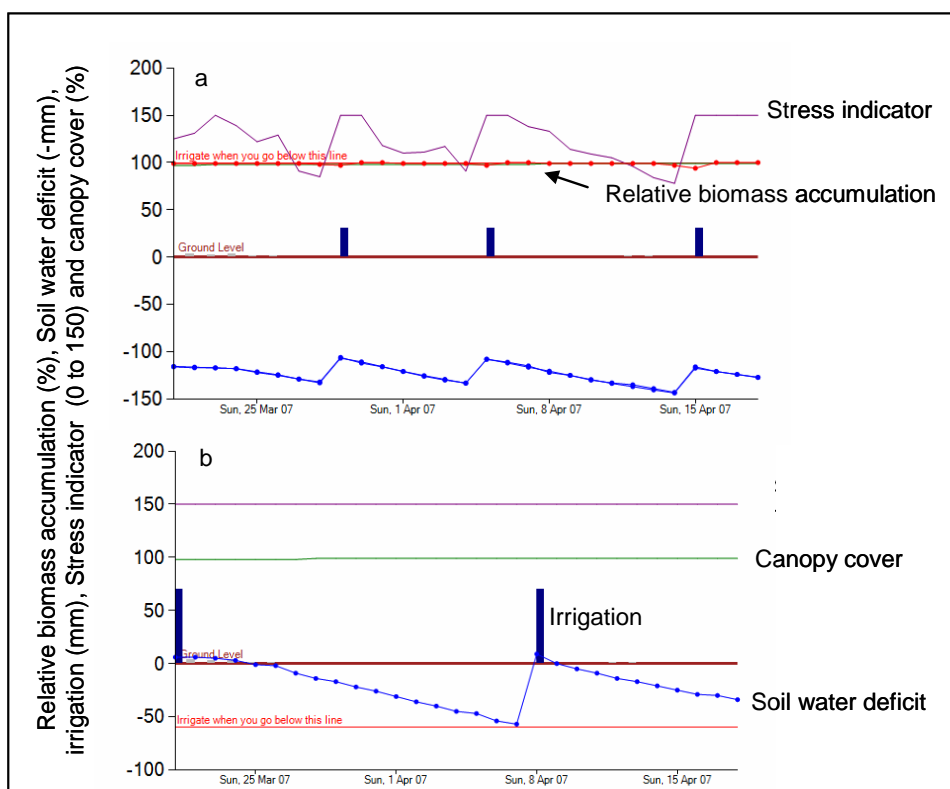 Relative biomass accumulation (%), Soil water deficit (-mm),
irrigation (mm), Stress indicator (0 to 150) and canopy cover (%)
a
200
150
100
50
0
-50
-100
-150
Stress indicator
Irrigate when you go below this line
Relative biomass accumulation
Ground Level
Sun, 25 Mar 07
Sun, 1 Apr 07
Sun, 8 Apr 07
Sun, 15 Apr 07
b
200
150
100
50
0
-50
-100
Canopy cover
Irrigation
Ground Level
Soil water deficit
Irrigate when you go below this line
Sun, 25 Mar 07
Sun, 1 Apr 07
Sun, 8 Apr 07
Sun, 15 Apr 07